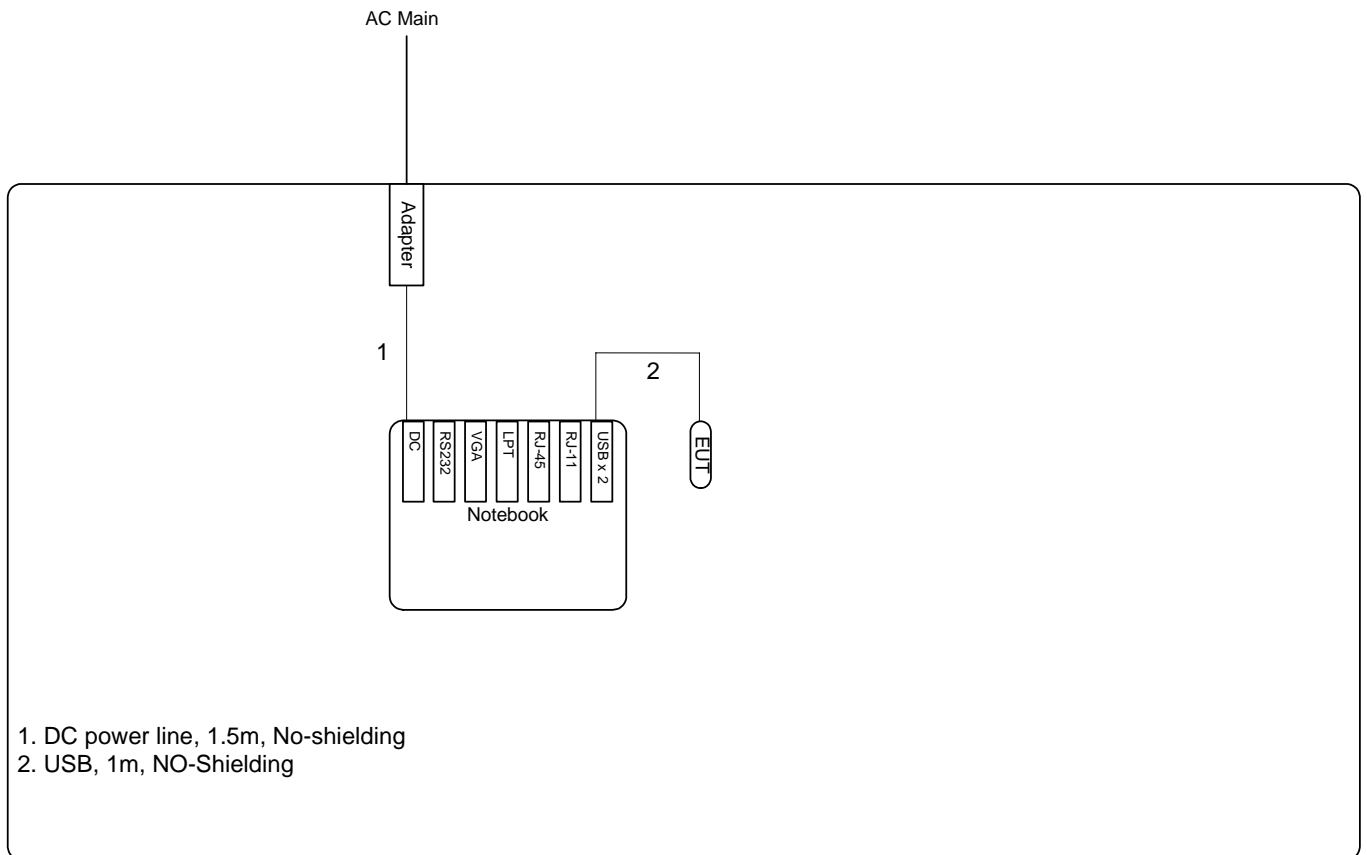 AC Main
Adapter
1
2
DC
RS232
VGA
LPT
RJ-45
RJ-11
USB x 2
EUT
Notebook
1. DC power line, 1.5m, No-shielding
2. USB, 1m, NO-Shielding